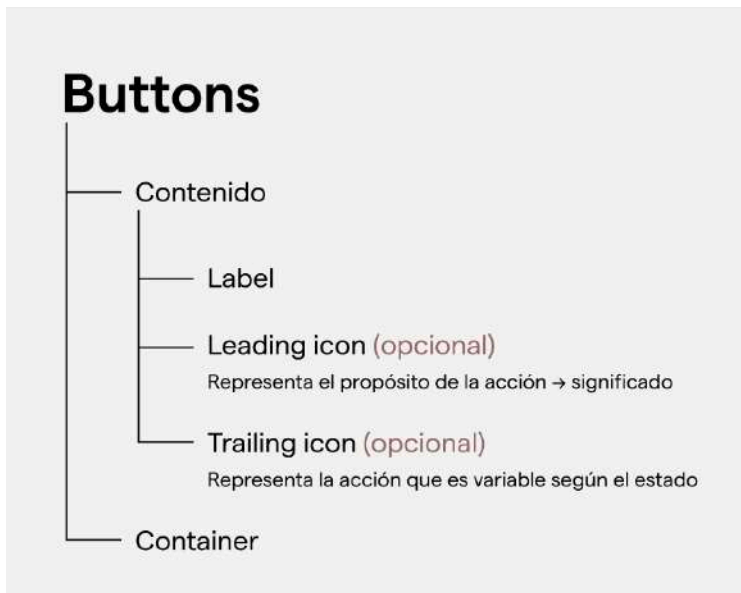 Buttons
Contenido
Label
Leading icon (opcional)
Representa el propósito de la acción → significado
Trailing icon (opcional)
Representa la acción que es variable según el estado
Container